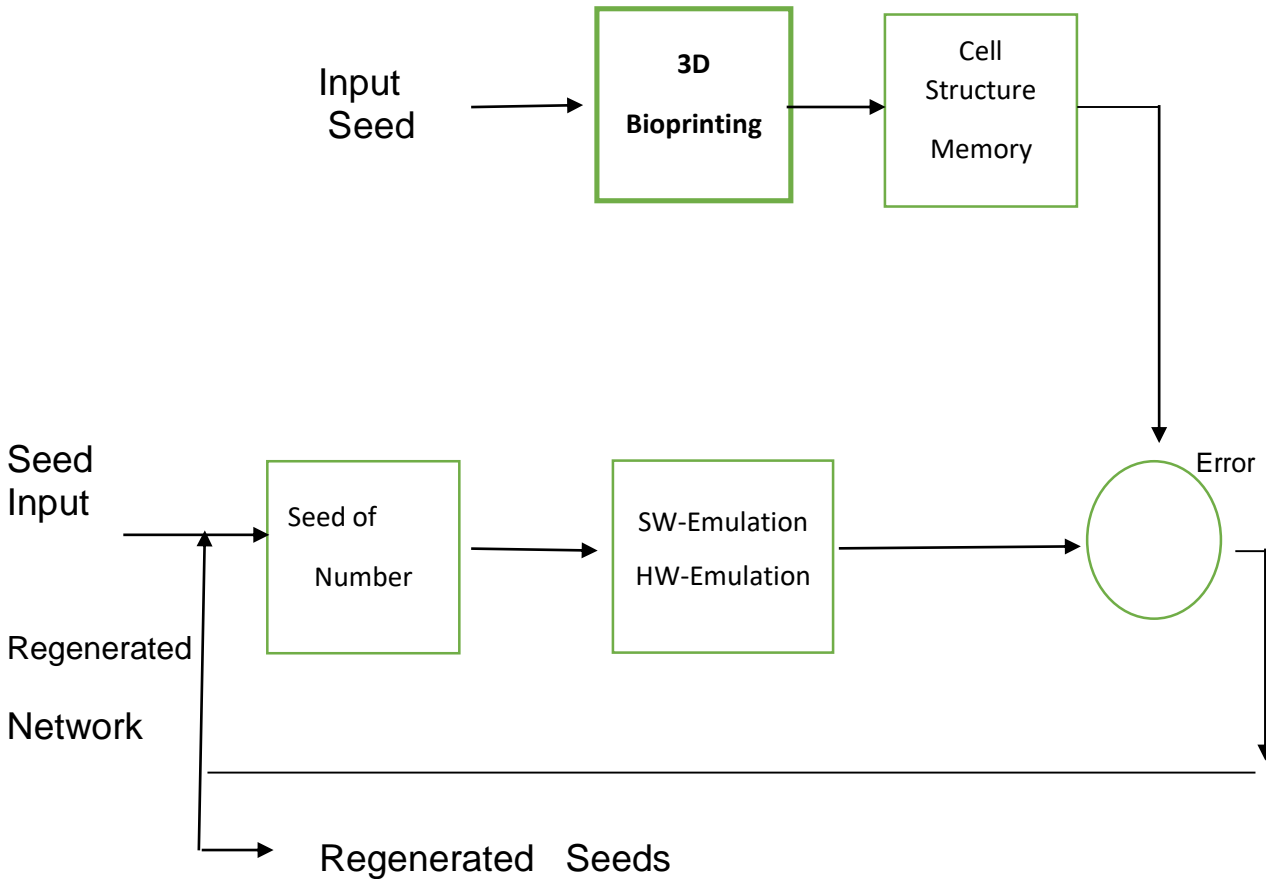 Input
Seed
3D
Bioprinting
Cell
Structure
Memory
Seed
Input
Seed of
Number
SW-Emulation
HW-Emulation
Error
Regenerated
Network
Regenerated Seeds